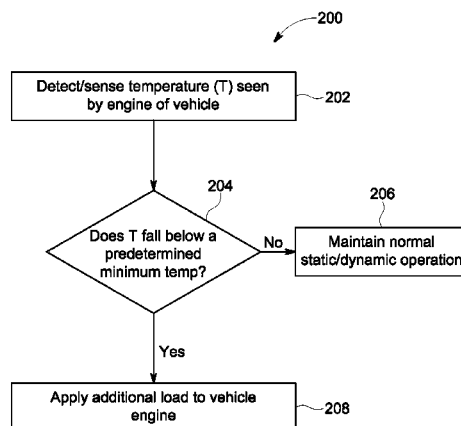 200
Detect/sense temperature (T) seen
by engine of vehicle
202
204
Does T fall below a
predetermined
minimum temp?
No
206
Maintain normal
static/dynamic operation
Yes
Apply additional load to vehicle
engine
208